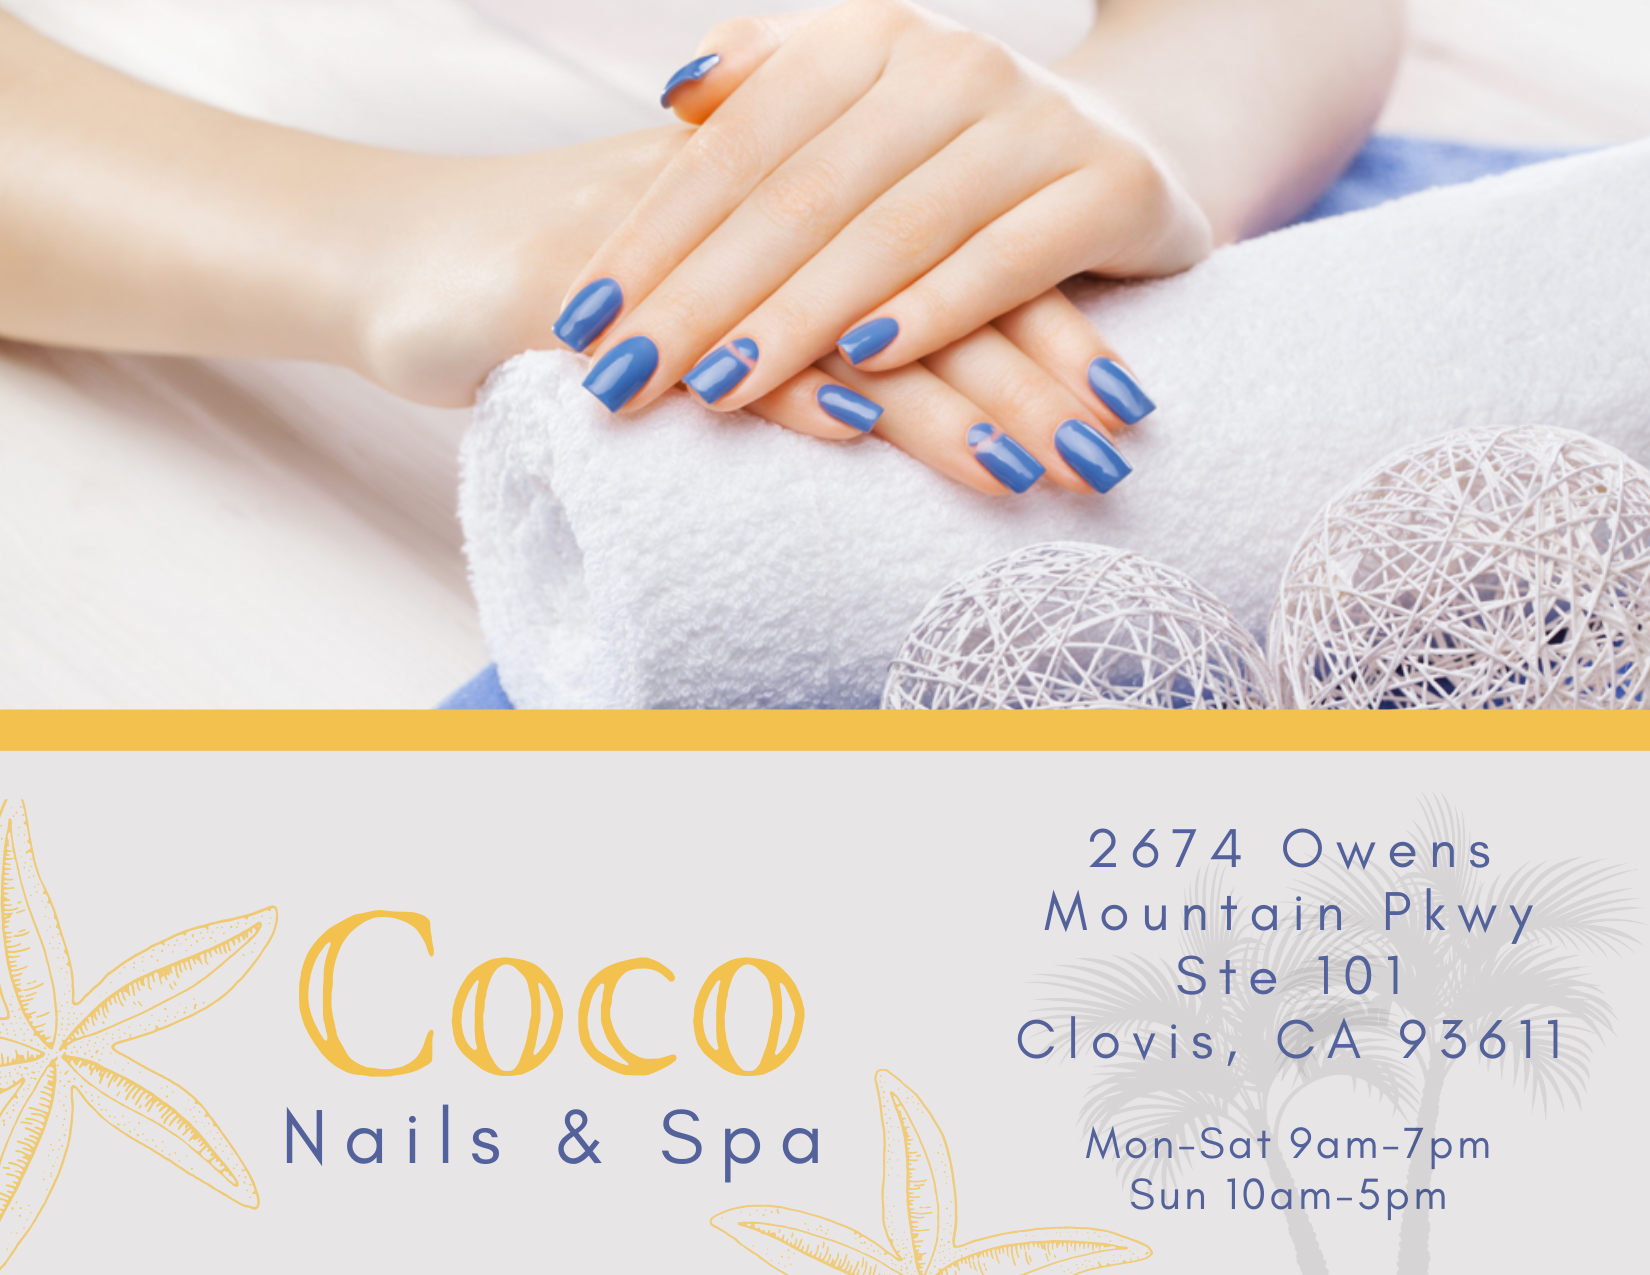 Coco
Nails & Spa
2674 Owens
Mountain Pkwy
Ste 101
Clovis, CA 93611
Mon-Sat 9am-7pm
Sun 10am-5pm